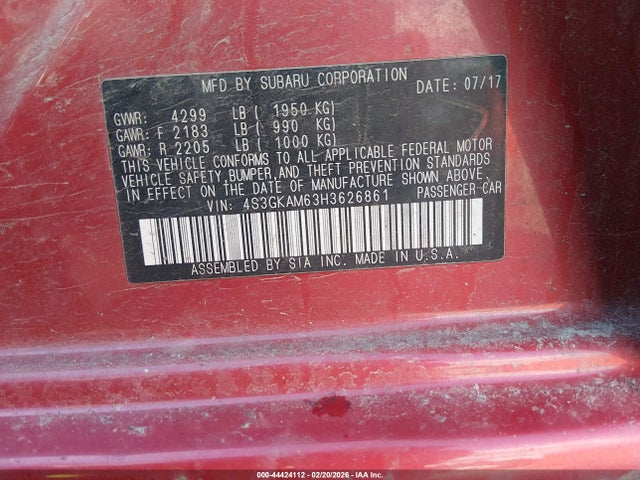 MFD BY SUBARU CORPORATION DATE: 07/17
GVWR: 4299 LB ( 1950 KG)
GAWR: F 2183 LB ( 990 KG)
GAWR: R 2205 LB ( 1000 KG)
THIS VEHICLE CONFORMS TO ALL APPLICABLE FEDERAL MOTOR
VEHICLE SAFETY, BUMPER, AND THEFT PREVENTION STANDARDS
IN EFFECT ON THE DATE OF MANUFACTURE SHOWN ABOVE.
VIN: 4S3GKAM63H3626861 PASSENGER CAR
ASSEMBLED BY SIA INC. MADE IN U.S.A.
000-44424112 - 02/20/2026 - IAACTION.COM